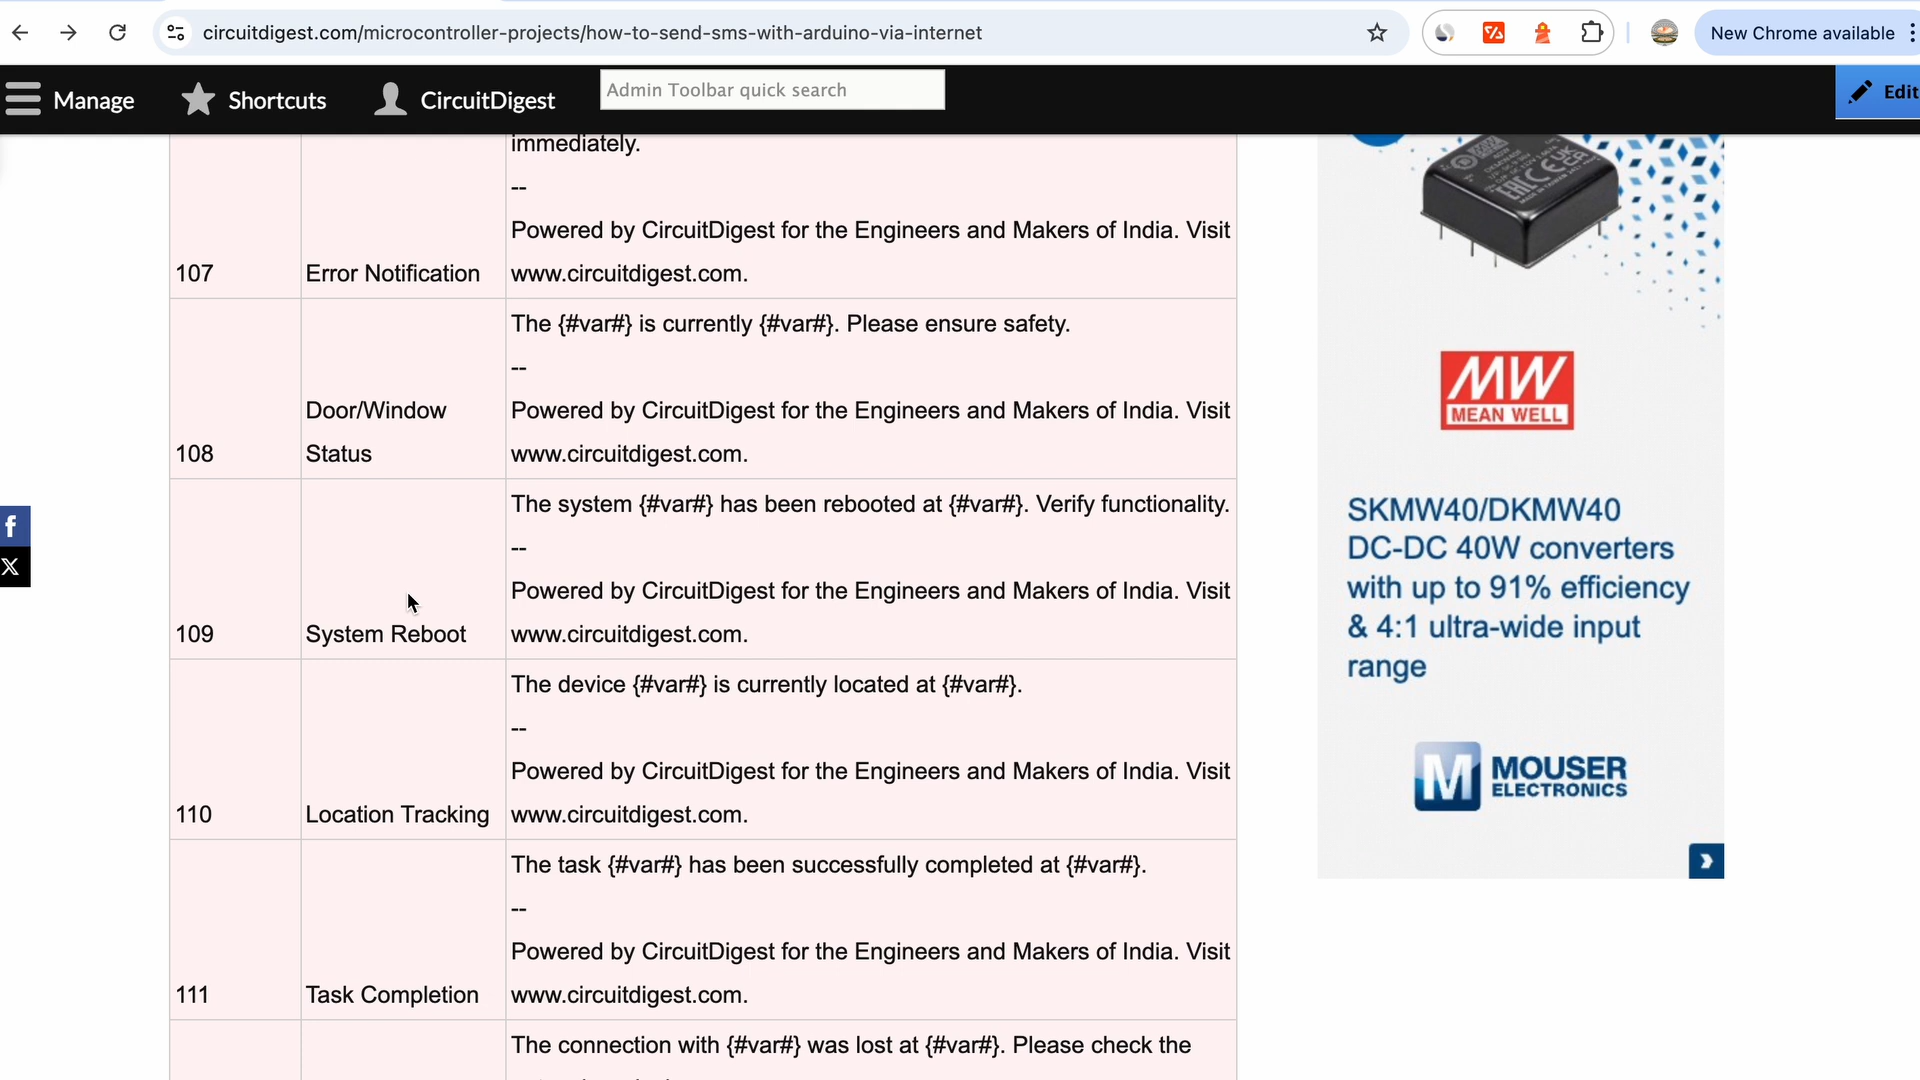 circuitdigest.com/microcontroller-projects/how-to-send-sms-with-arduino-via-internet
New Chrome available
Manage
Shortcuts
CircuitDigest
Admin Toolbar quick search
Edit
immediately.
--
Powered by CircuitDigest for the Engineers and Makers of India. Visit
107
Error Notification
www.circuitdigest.com.
The {#var#} is currently {#var#}. Please ensure safety.
--
Door/Window
Powered by CircuitDigest for the Engineers and Makers of India. Visit
108
Status
www.circuitdigest.com.
The system {#var#} has been rebooted at {#var#}. Verify functionality.
--
Powered by CircuitDigest for the Engineers and Makers of India. Visit
109
System Reboot
www.circuitdigest.com.
The device {#var#} is currently located at {#var#}.
--
Powered by CircuitDigest for the Engineers and Makers of India. Visit
110
Location Tracking
www.circuitdigest.com.
The task {#var#} has been successfully completed at {#var#}.
--
Powered by CircuitDigest for the Engineers and Makers of India. Visit
111
Task Completion
www.circuitdigest.com.
The connection with {#var#} was lost at {#var#}. Please check the
MW
MEAN WELL
SKMW40/DKMW40
DC-DC 40W converters
with up to 91% efficiency
& 4:1 ultra-wide input
range
M
MOUSER
ELECTRONICS